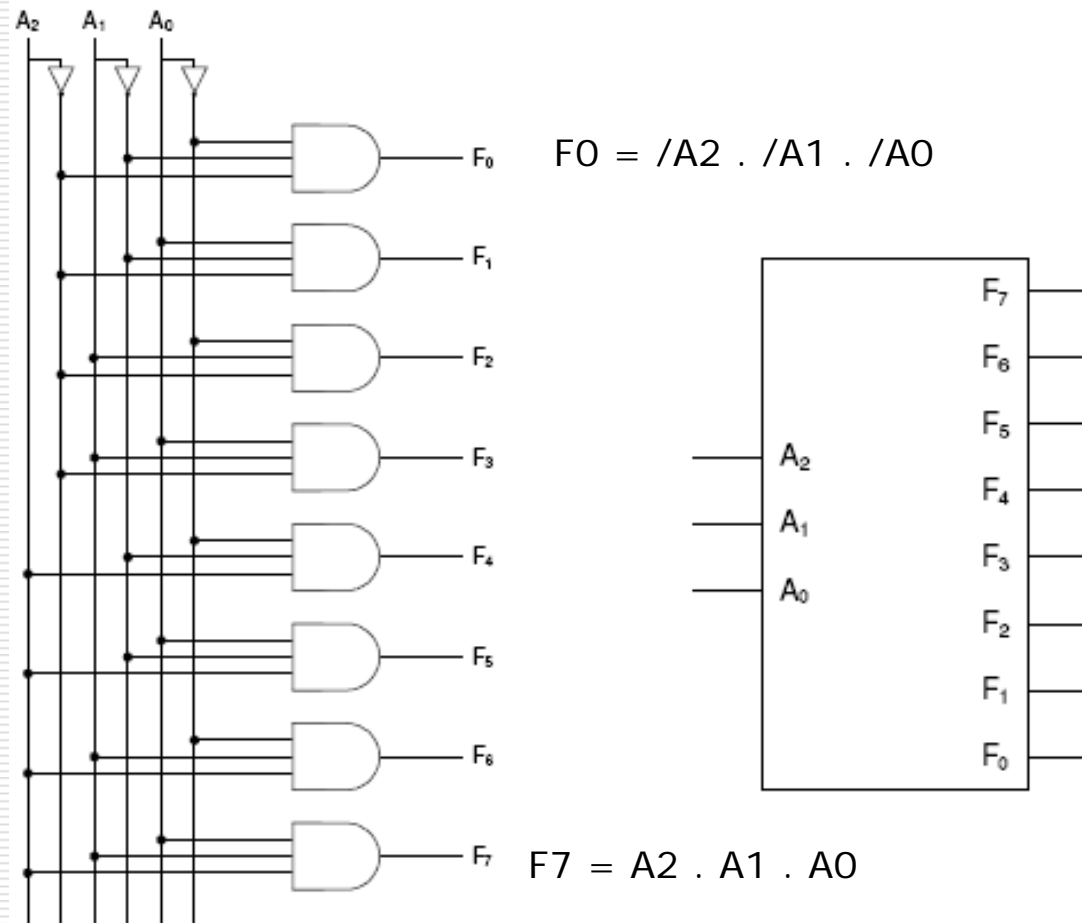 A₂ A₁ A₀
F₀ F0 = /A2 . /A1 . /A0
F₁
F₂
F₃
F₄
F₅
F₆
F₇ F7 = A2 . A1 . A0
F₇
F₆
F₅
A₂
F₄
A₁
F₃
A₀
F₂
F₁
F₀